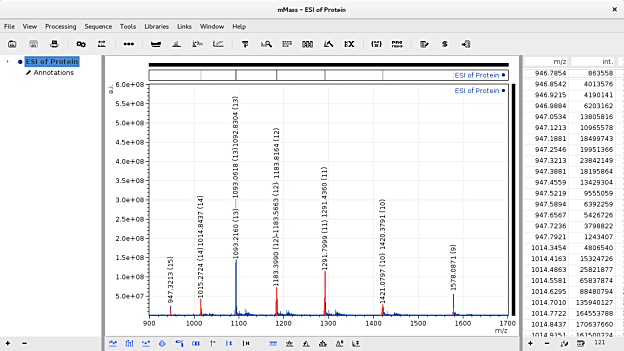 mMass – ESI of Protein
File View Processing Sequence Tools Libraries Links Window Help
ESI of Protein
Annotations
ESI of Protein
ESI of Protein
a.i.
6.0e+08
5.5e+08
5.0e+08
4.5e+08
4.0e+08
3.5e+08
3.0e+08
2.5e+08
2.0e+08
1.5e+08
1.0e+08
5.0e+07
947.3213 (15)
1015.2724 (14)
1014.8437 (14)
1093.2160 (13)
1093.0618 (13)
1092.8304 (13)
1183.3990 (12)
1183.5663 (12)
1183.8164 (12)
1291.7999 (11)
1291.4360 (11)
1421.0797 (10)
1420.3791 (10)
1578.0871 (9)
900 1000 1100 1200 1300 1400 1500 1600 1700
m/z
m/z int.
946.7854 863558
946.8542 4013576
946.9215 4190141
946.9884 6203162
947.0534 13805816
947.1213 10965578
947.1881 18499743
947.2546 19951366
947.3213 23842149
947.3881 18195864
947.4559 13429304
947.5219 9555059
947.5894 6392259
947.6567 5426726
947.7236 3798822
947.7921 1243407
1014.3454 4806540
1014.4163 15324726
1014.4863 25821877
1014.5581 65837874
1014.6295 88480794
1014.7010 135940127
1014.7722 164553788
1014.8437 170637660
1014.9151 161500224
121